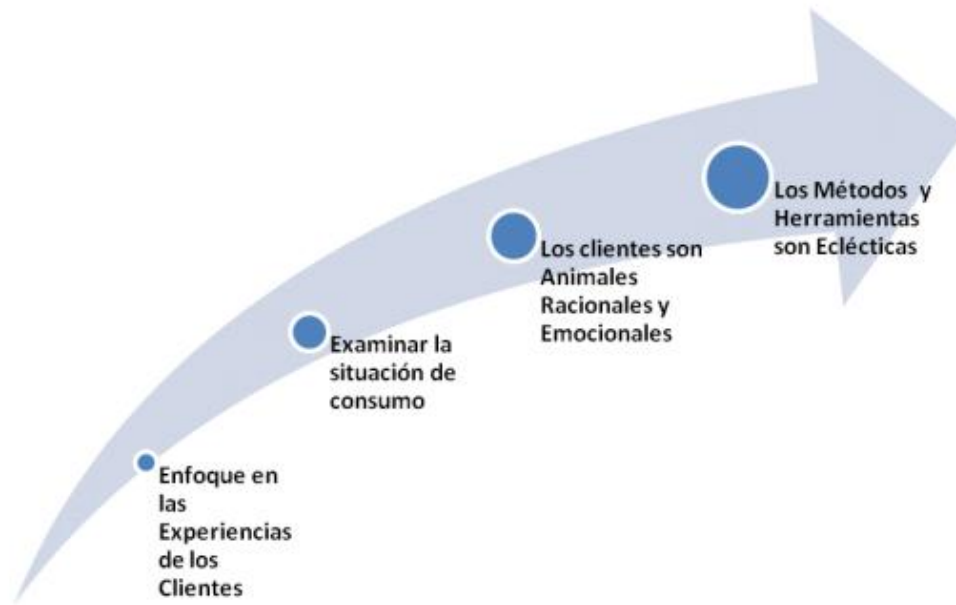 Enfoque en
las
Experiencias
de los
Clientes
Examinar la
situación de
consumo
Los clientes son
Animales
Racionales y
Emocionales
Los Métodos y
Herramientas
son Eclécticas